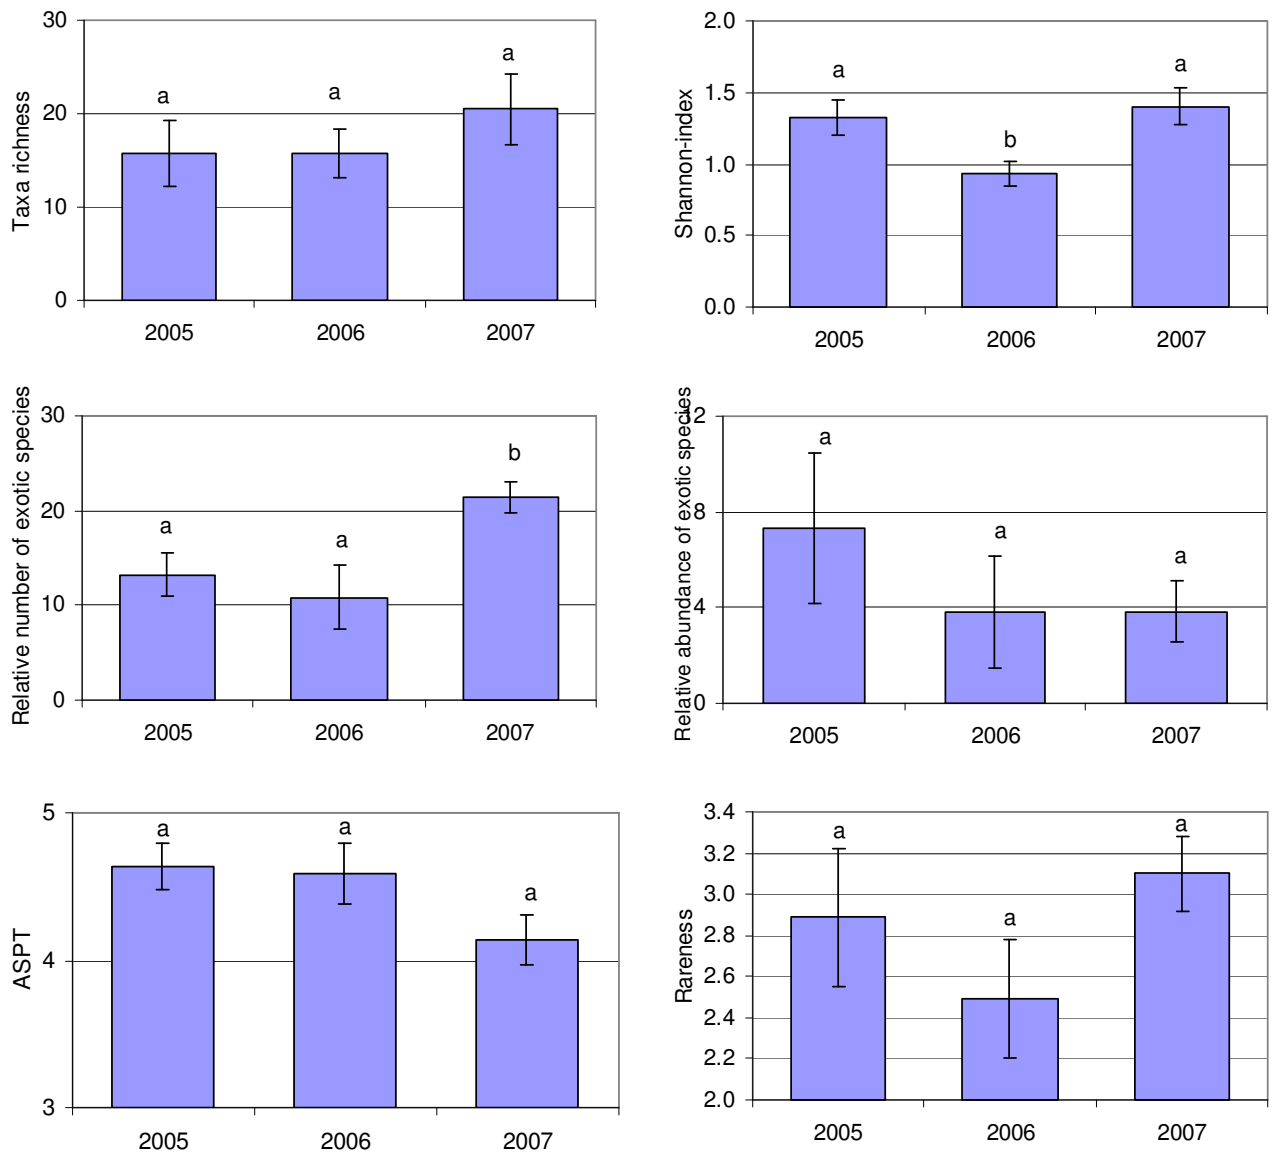 Taxa richness
30
20
10
0
a
a
a
2005 2006 2007
Shannon-index
2.0
1.5
1.0
0.5
0.0
a
b
a
2005 2006 2007
Relative number of exotic species
30
20
10
0
a
a
b
2005 2006 2007
Relative abundance of exotic species
12
8
4
0
a
a
a
2005 2006 2007
ASPT
5
4
3
a
a
a
2005 2006 2007
Rareness
3.4
3.2
3.0
2.8
2.6
2.4
2.2
2.0
a
a
a
2005 2006 2007